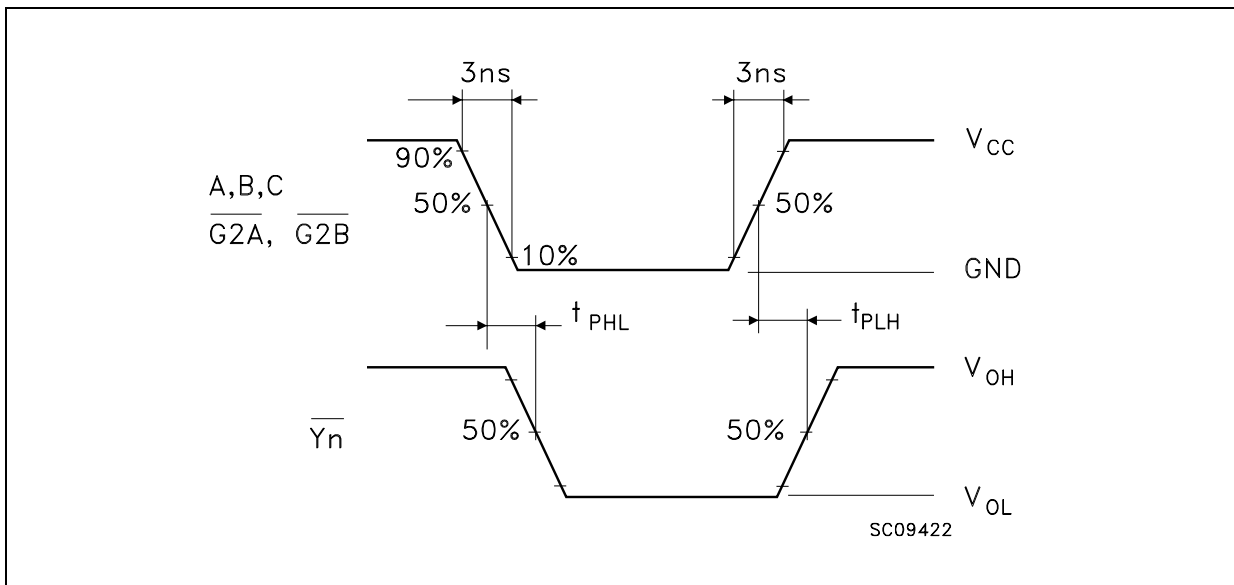 3ns 3ns
V CC
90%
A,B,C
50% 50%
G2A, G2B
10%
GND
t PHL t PLH
V OH
50% 50%
Yn
V OL
SC09422